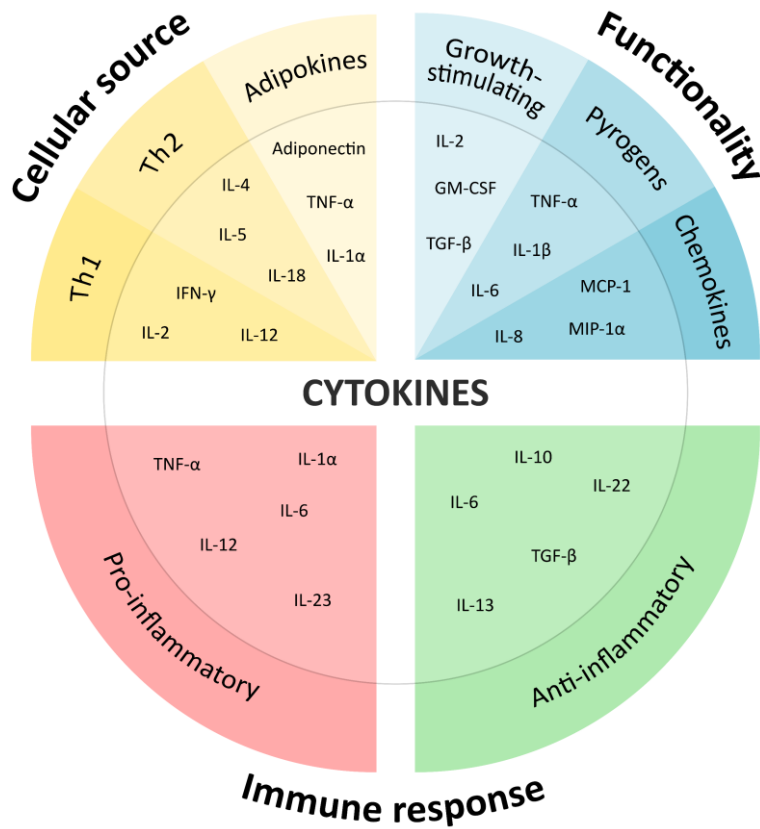 Cellular source
Functionality
Adipokines
Growth-
stimulating
Th2
Pyrogens
Th1
Chemokines
Adiponectin
TNF-α
IL-1α
IL-4
IL-5
IL-18
IFN-γ
IL-2
IL-12
IL-2
GM-CSF
TGF-β
TNF-α
IL-1β
IL-6
MCP-1
MIP-1α
IL-8
CYTOKINES
TNF-α
IL-1α
IL-6
IL-12
IL-23
Pro-inflammatory
IL-10
IL-22
IL-6
TGF-β
IL-13
Anti-inflammatory
Immune response